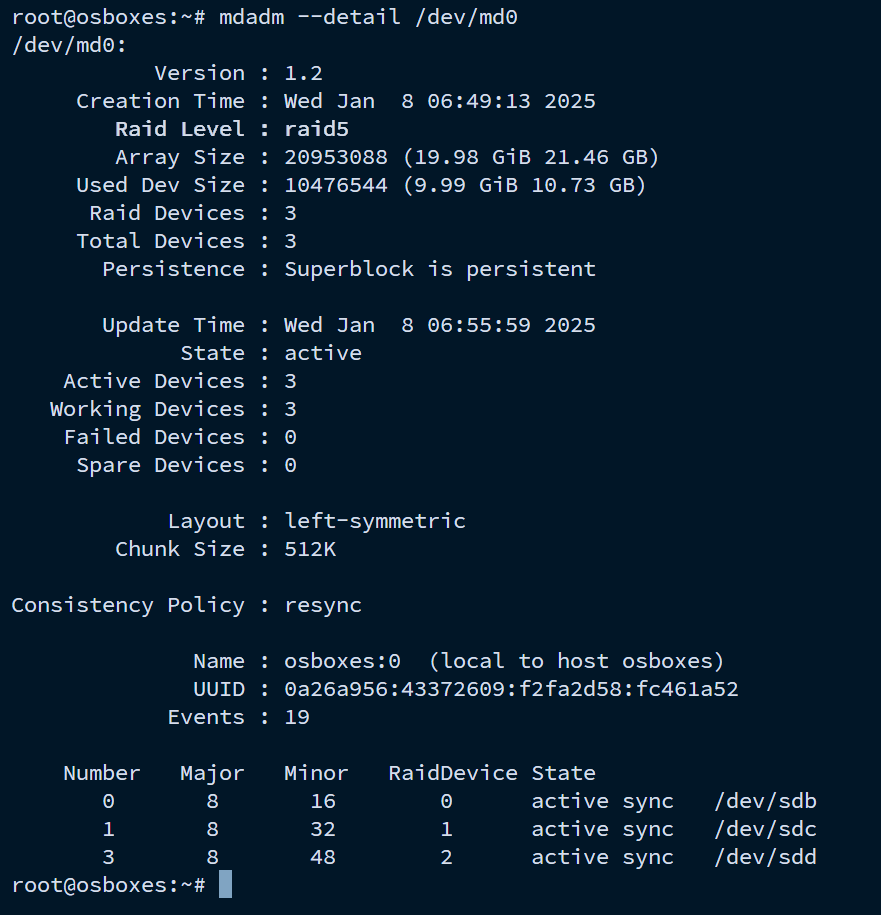 root@osboxes:~# mdadm --detail /dev/md0
/dev/md0:
           Version : 1.2
     Creation Time : Wed Jan  8 06:49:13 2025
        Raid Level : raid5
        Array Size : 20953088 (19.98 GiB 21.46 GB)
     Used Dev Size : 10476544 (9.99 GiB 10.73 GB)
      Raid Devices : 3
     Total Devices : 3
       Persistence : Superblock is persistent

       Update Time : Wed Jan  8 06:55:59 2025
             State : active
    Active Devices : 3
   Working Devices : 3
    Failed Devices : 0
     Spare Devices : 0

            Layout : left-symmetric
        Chunk Size : 512K

Consistency Policy : resync

              Name : osboxes:0  (local to host osboxes)
              UUID : 0a26a956:43372609:f2fa2d58:fc461a52
            Events : 19

    Number   Major   Minor   RaidDevice State
       0       8       16        0      active sync   /dev/sdb
       1       8       32        1      active sync   /dev/sdc
       3       8       48        2      active sync   /dev/sdd
root@osboxes:~#